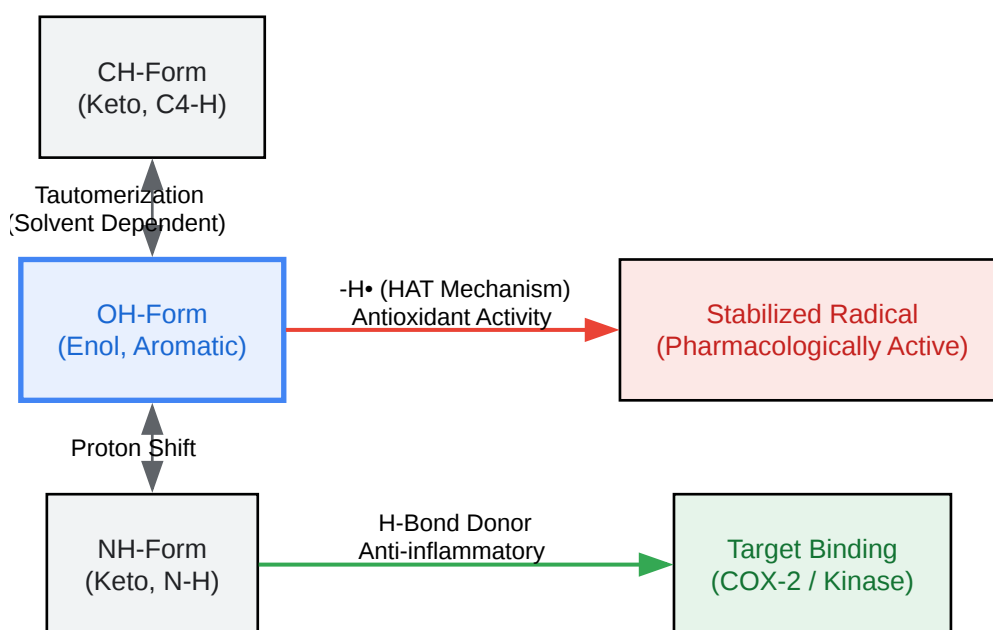 CH-Form
(Keto, C4-H)
Tautomerization
(Solvent Dependent)
OH-Form
(Enol, Aromatic)
-H• (HAT Mechanism)
Antioxidant Activity
Stabilized Radical
(Pharmacologically Active)
Proton Shift
NH-Form
(Keto, N-H)
H-Bond Donor
Anti-inflammatory
Target Binding
(COX-2 / Kinase)